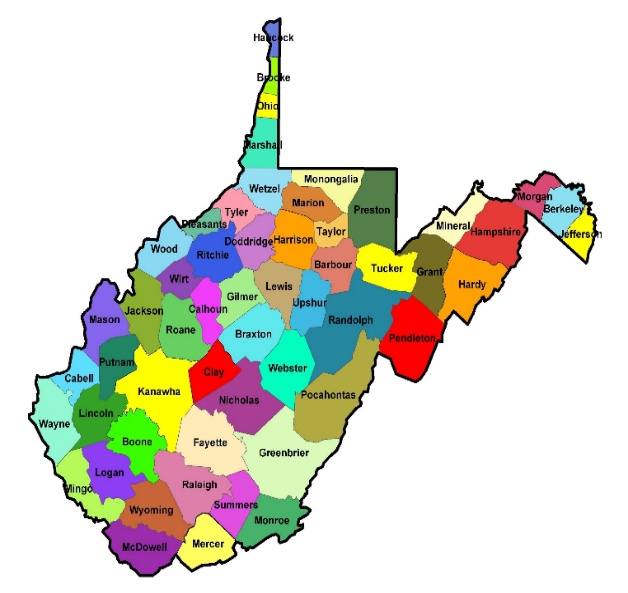 Hancock
Brooke
Ohio
Marshall
Wetzel
Monongalia
Marion
Preston
Tyler
Pleasants
Doddridge
Harrison
Taylor
Wood
Ritchie
Barbour
Tucker
Grant
Mineral
Hampshire
Morgan
Berkeley
Jefferson
Hardy
Wirt
Lewis
Gilmer
Upshur
Calhoun
Jackson
Mason
Roane
Braxton
Randolph
Pendleton
Putnam
Cabell
Kanawha
Clay
Webster
Nicholas
Pocahontas
Lincoln
Wayne
Boone
Fayette
Greenbrier
Logan
Mingo
Raleigh
Wyoming
Summers
Monroe
McDowell
Mercer